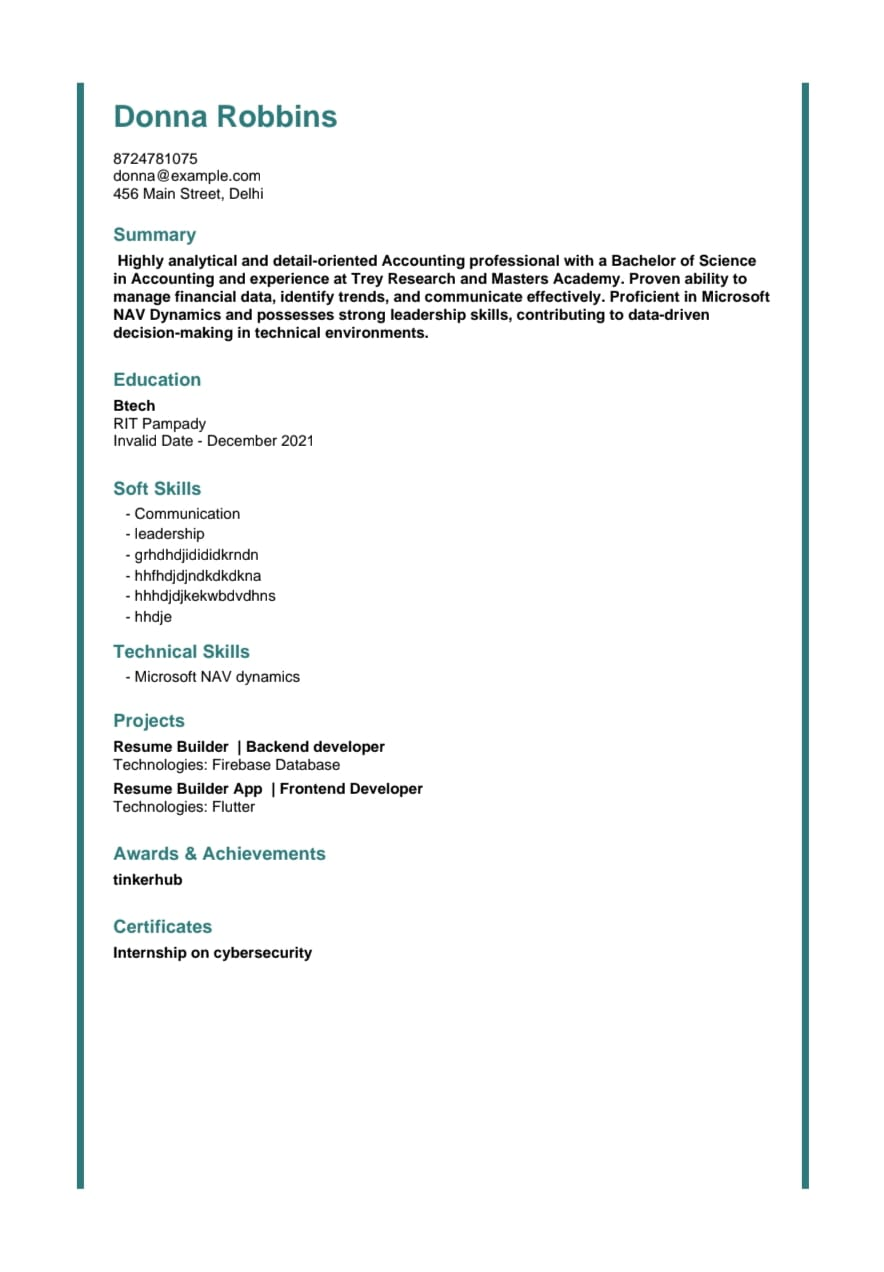 Donna Robbins
8724781075
donna@example.com
456 Main Street, Delhi
Summary
Highly analytical and detail-oriented Accounting professional with a Bachelor of Science
in Accounting and experience at Trey Research and Masters Academy. Proven ability to
manage financial data, identify trends, and communicate effectively. Proficient in Microsoft
NAV Dynamics and possesses strong leadership skills, contributing to data-driven
decision-making in technical environments.
Education
Btech
RIT Pampady
Invalid Date - December 2021
Soft Skills
- Communication
- leadership
- grhdhdjidididkrndn
- hhfhdjdjndkdkdkna
- hhhdjdjkekwbdvdhns
- hhdje
Technical Skills
- Microsoft NAV dynamics
Projects
Resume Builder | Backend developer
Technologies: Firebase Database
Resume Builder App | Frontend Developer
Technologies: Flutter
Awards & Achievements
tinkerhub
Certificates
Internship on cybersecurity